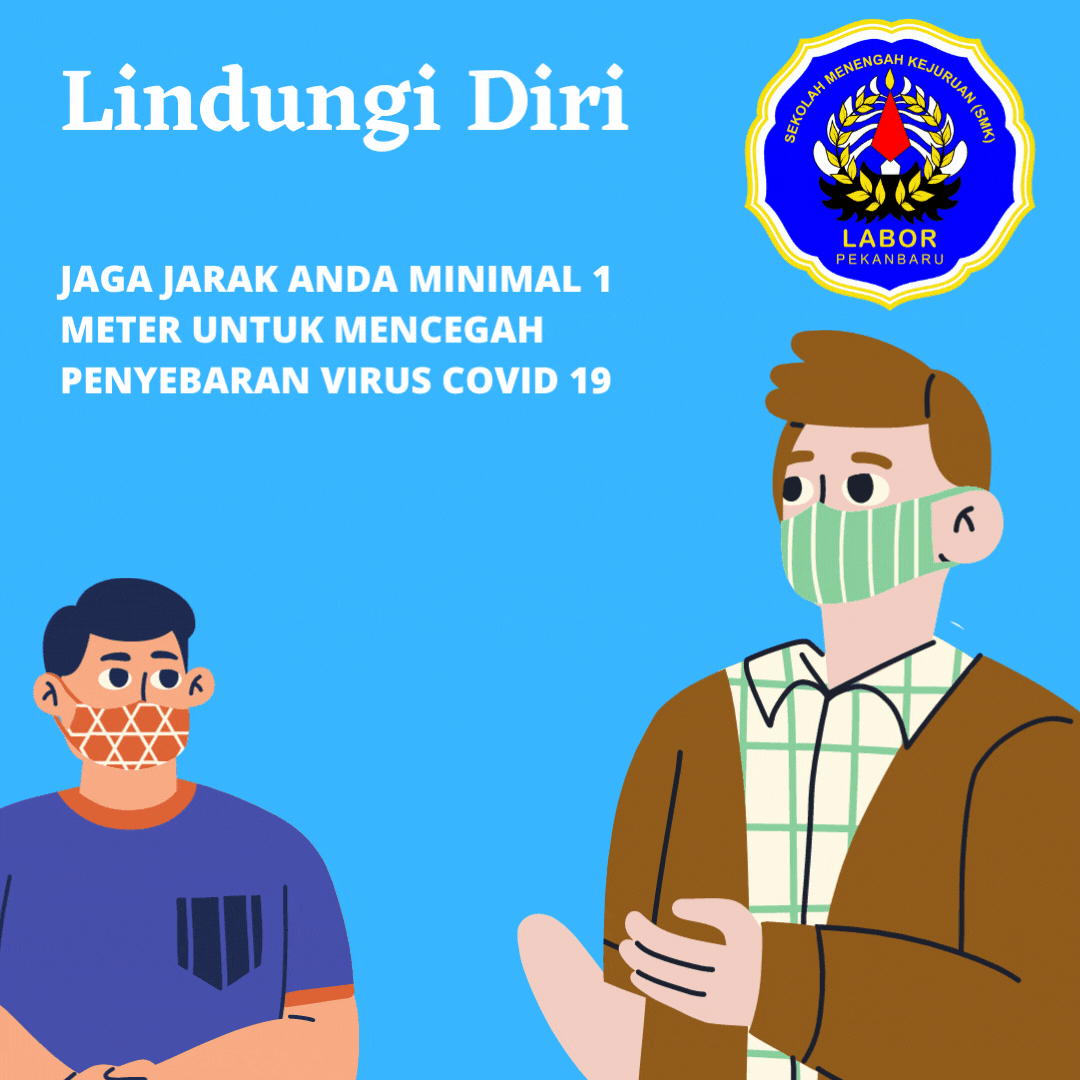 Lindungi Diri
SEKOLAH MENENGAH KEJURUAN (SMK)
LABOR
PEKANBARU
JAGA JARAK ANDA MINIMAL 1
METER UNTUK MENCEGAH
PENYEBARAN VIRUS COVID 19